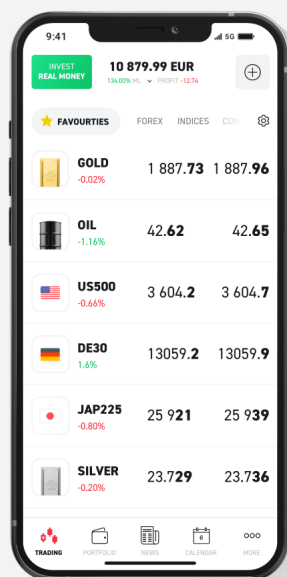 9:41
5G
INVEST
REAL MONEY
10 879.99 EUR
134.00% ML PROFIT -12.74
FAVOURTIES FOREX INDICES COM
GOLD
-0.02%
1 887.73 1 887.96
OIL
-1.16%
42.62 42.65
US500
-0.66%
3 604.2 3 604.7
DE30
1.6%
13059.2 13059.9
JAP225
-0.80%
25 921 25 939
SILVER
-0.20%
23.729 23.736
6
TRADING PORTFOLIO NEWS CALENDAR MORE